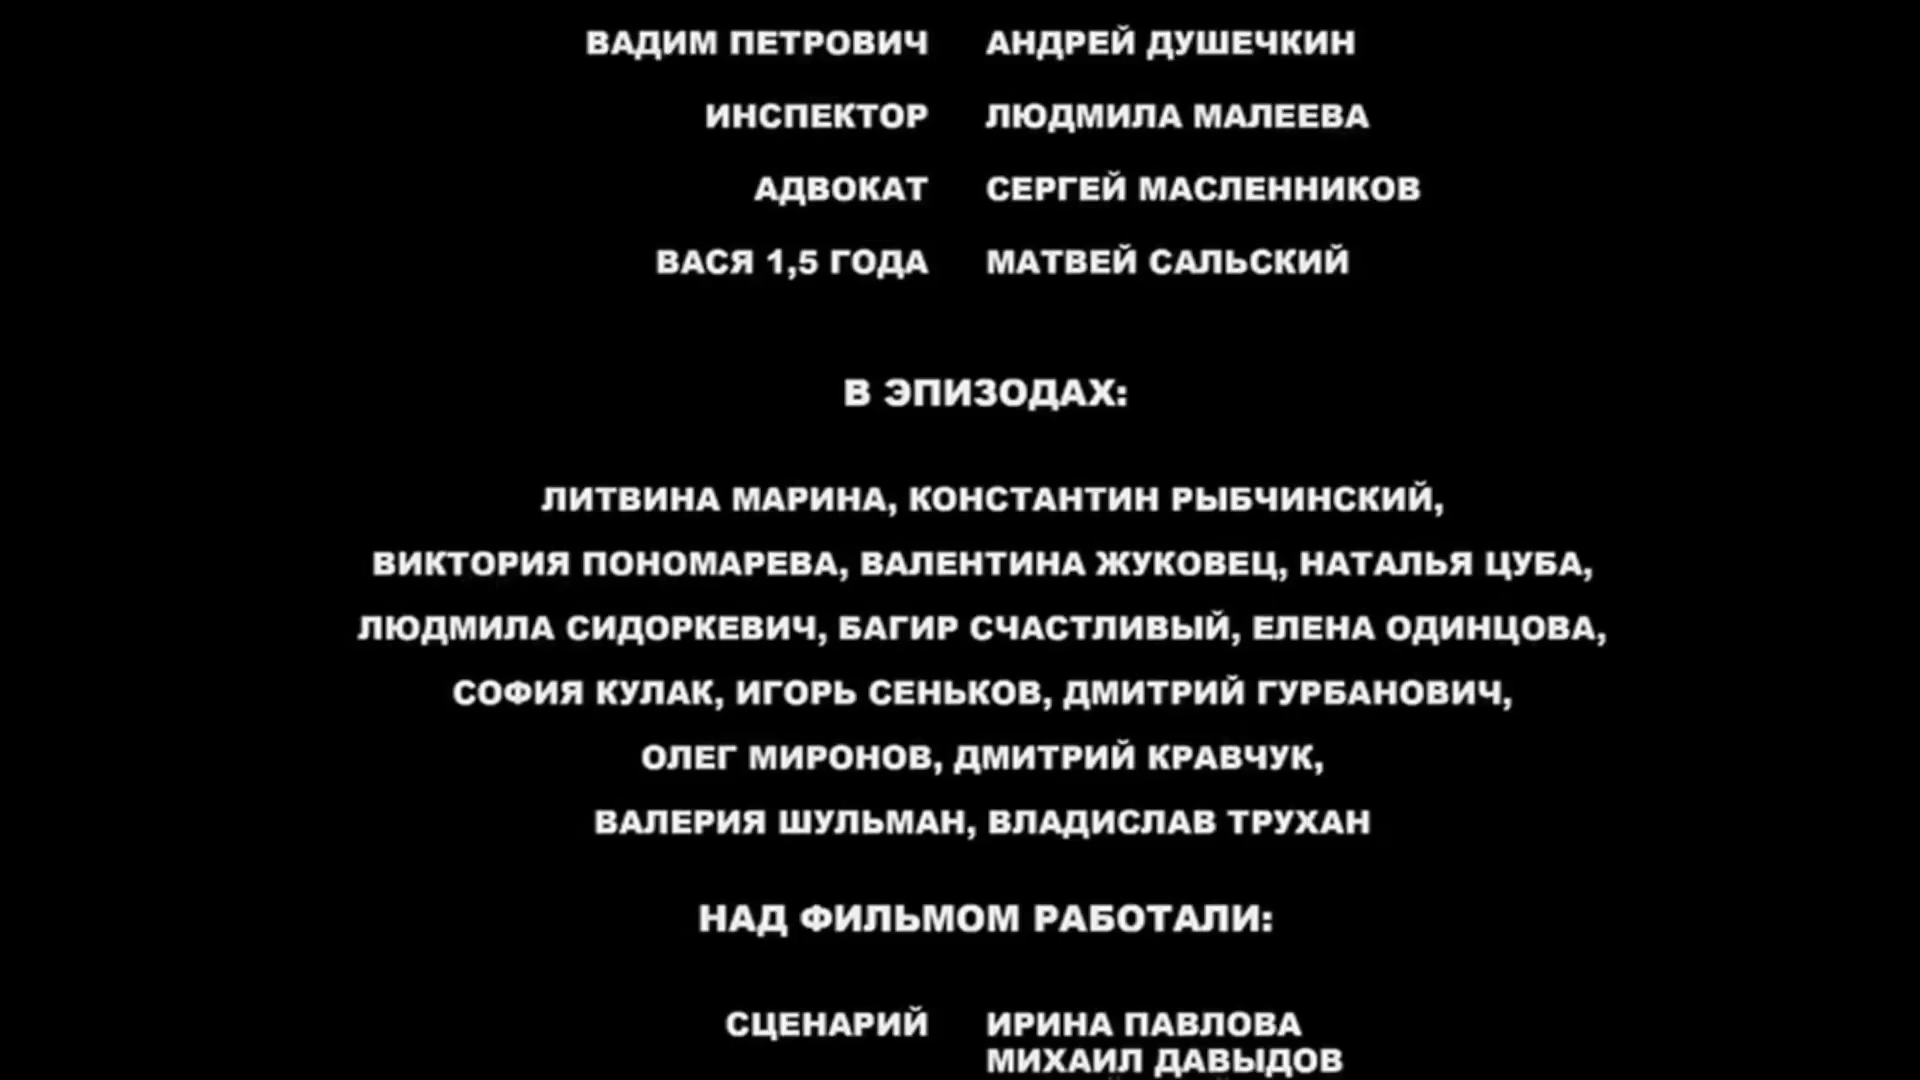 ВАДИМ ПЕТРОВИЧ АНДРЕЙ ДУШЕЧКИН
ИНСПЕКТОР ЛЮДМИЛА МАЛЕЕВА
АДВОКАТ СЕРГЕЙ МАСЛЕННИКОВ
ВАСЯ 1,5 ГОДА МАТВЕЙ САЛЬСКИЙ
В ЭПИЗОДАХ:
ЛИТВИНА МАРИНА, КОНСТАНТИН РЫБЧИНСКИЙ,
ВИКТОРИЯ ПОНОМАРЕВА, ВАЛЕНТИНА ЖУКОВЕЦ, НАТАЛЬЯ ЦУБА,
ЛЮДМИЛА СИДОРКЕВИЧ, БАГИР СЧАСТЛИВЫЙ, ЕЛЕНА ОДИНЦОВА,
СОФИЯ КУЛАК, ИГОРЬ СЕНЬКОВ, ДМИТРИЙ ГУРБАНОВИЧ,
ОЛЕГ МИРОНОВ, ДМИТРИЙ КРАВЧУК,
ВАЛЕРИЯ ШУЛЬМАН, ВЛАДИСЛАВ ТРУХАН
НАД ФИЛЬМОМ РАБОТАЛИ:
СЦЕНАРИЙ ИРИНА ПАВЛОВА
МИХАИЛ ДАВЫДОВ